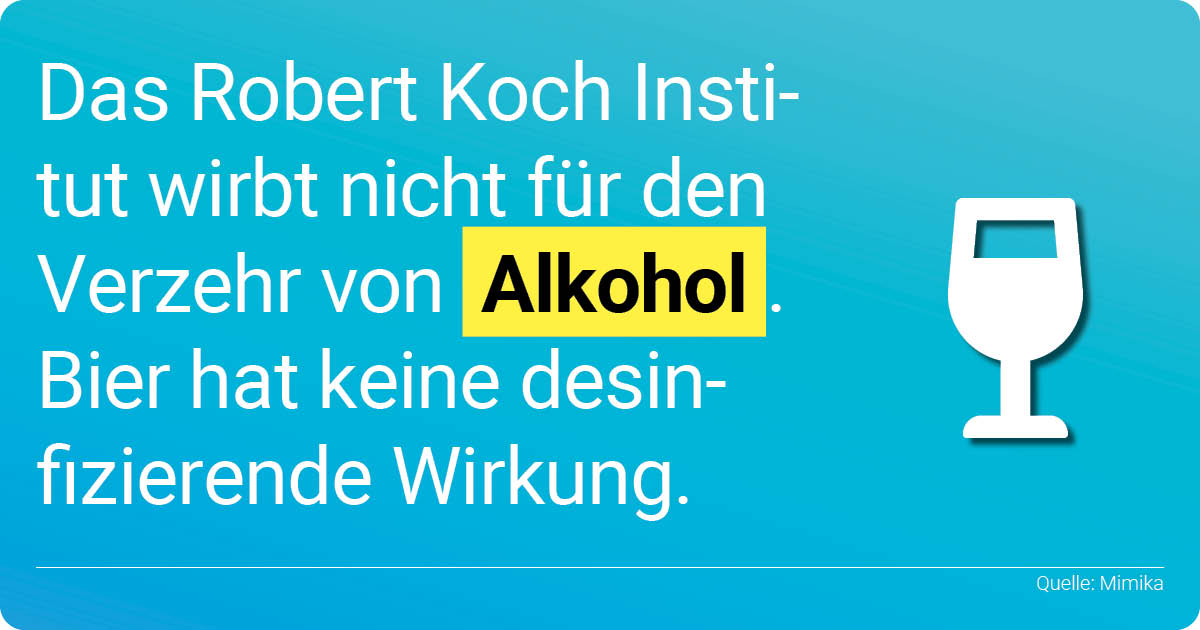 Das Robert Koch Insti-
tut wirbt nicht für den
Verzehr von Alkohol.
Bier hat keine desin-
fizierende Wirkung.
Quelle: Mimika